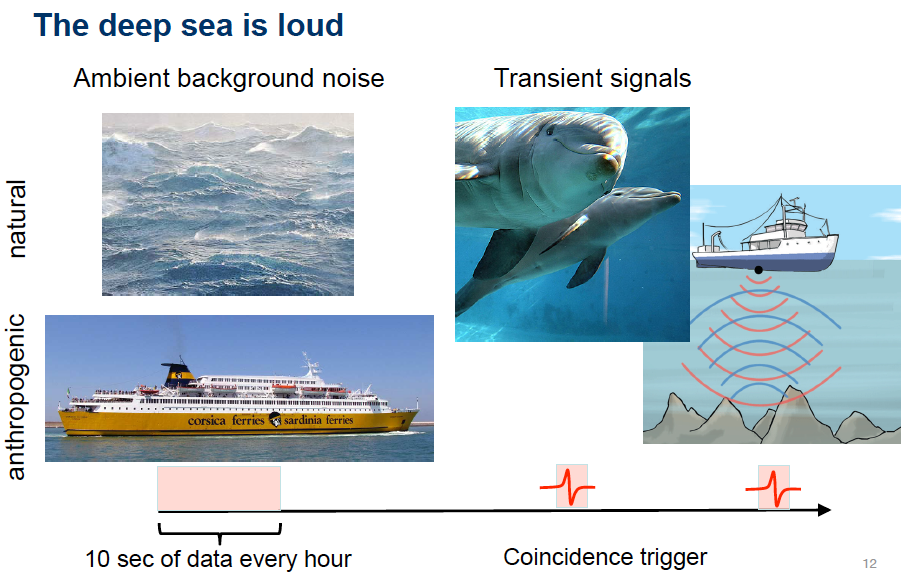 The deep sea is loud
Ambient background noise
Transient signals
natural
anthropogenic
corsica ferries sardinia ferries
10 sec of data every hour
Coincidence trigger
12